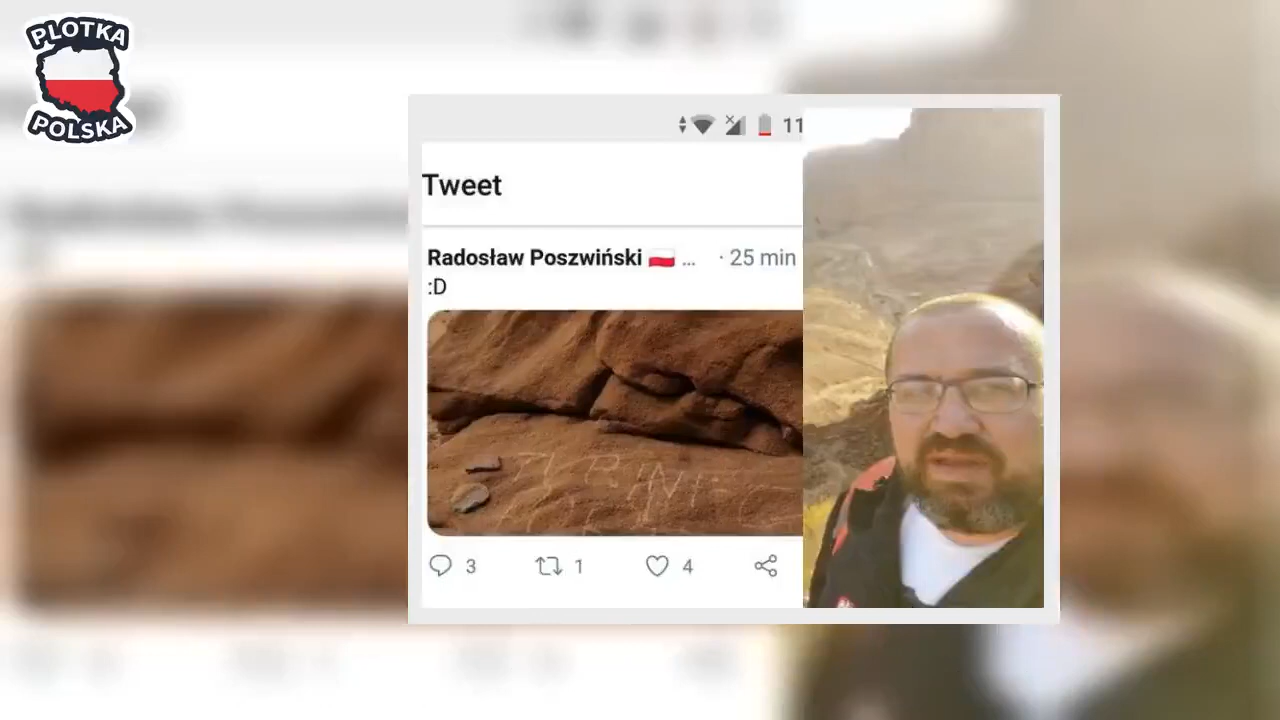 PLOTKA
POLSKA
11
Tweet
Radosław Poszwiński 🇵🇱 … · 25 min
:D
3 1 4